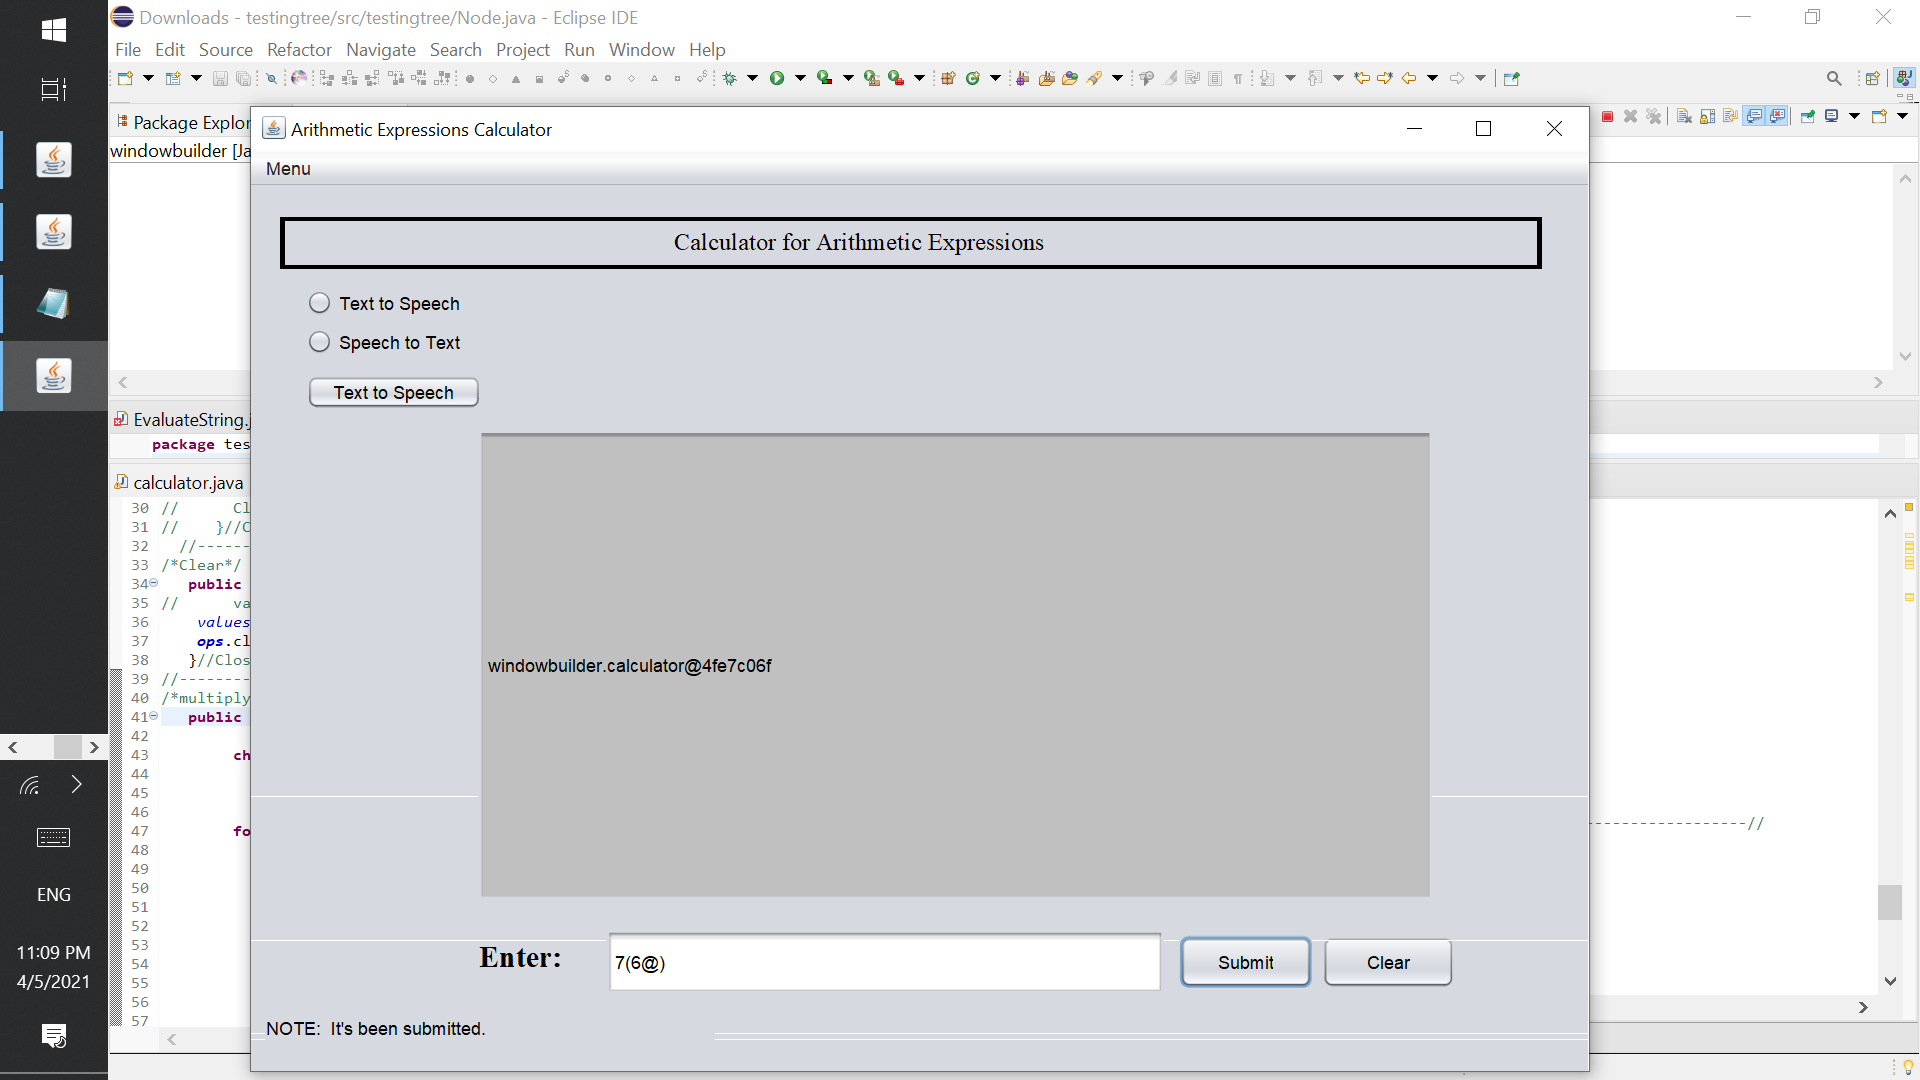 Downloads - testingtree/src/testingtree/Node.java - Eclipse IDE
File Edit Source Refactor Navigate Search Project Run Window Help
Package Explor
windowbuilder [Ja
Arithmetic Expressions Calculator
Menu
Calculator for Arithmetic Expressions
Text to Speech
Speech to Text
Text to Speech
EvaluateString.j
package tes
calculator.java
30 // Cl
31 // }//C
32 //------
33 /*Clear*/
34 public
35 // va
36 values
37 ops.cl
38 }//Clos
39 //--------
40 /*multiply
41 public
42
43 ch
44
45
46
47 fo
-----------------//
48
49
50
51
52
53
54
55
56
57
windowbuilder.calculator@4fe7c06f
Enter:
7(6@)
Submit
Clear
NOTE: It's been submitted.
ENG
11:09 PM
4/5/2021